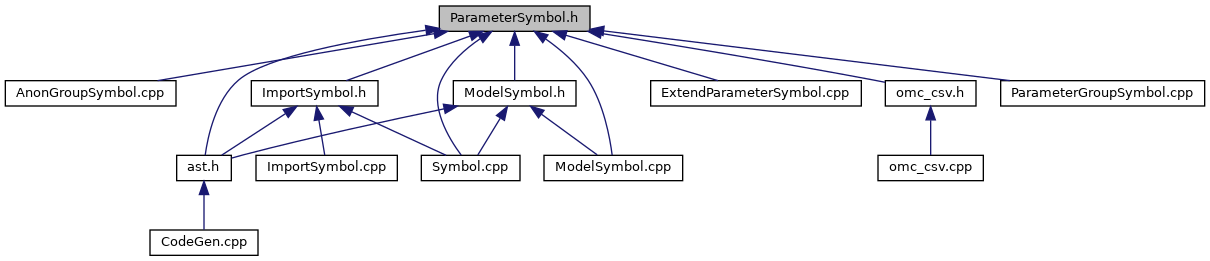 ParameterSymbol.h
AnonGroupSymbol.cpp
ImportSymbol.h
ModelSymbol.h
ExtendParameterSymbol.cpp
omc_csv.h
ParameterGroupSymbol.cpp
ast.h
ImportSymbol.cpp
Symbol.cpp
ModelSymbol.cpp
omc_csv.cpp
CodeGen.cpp